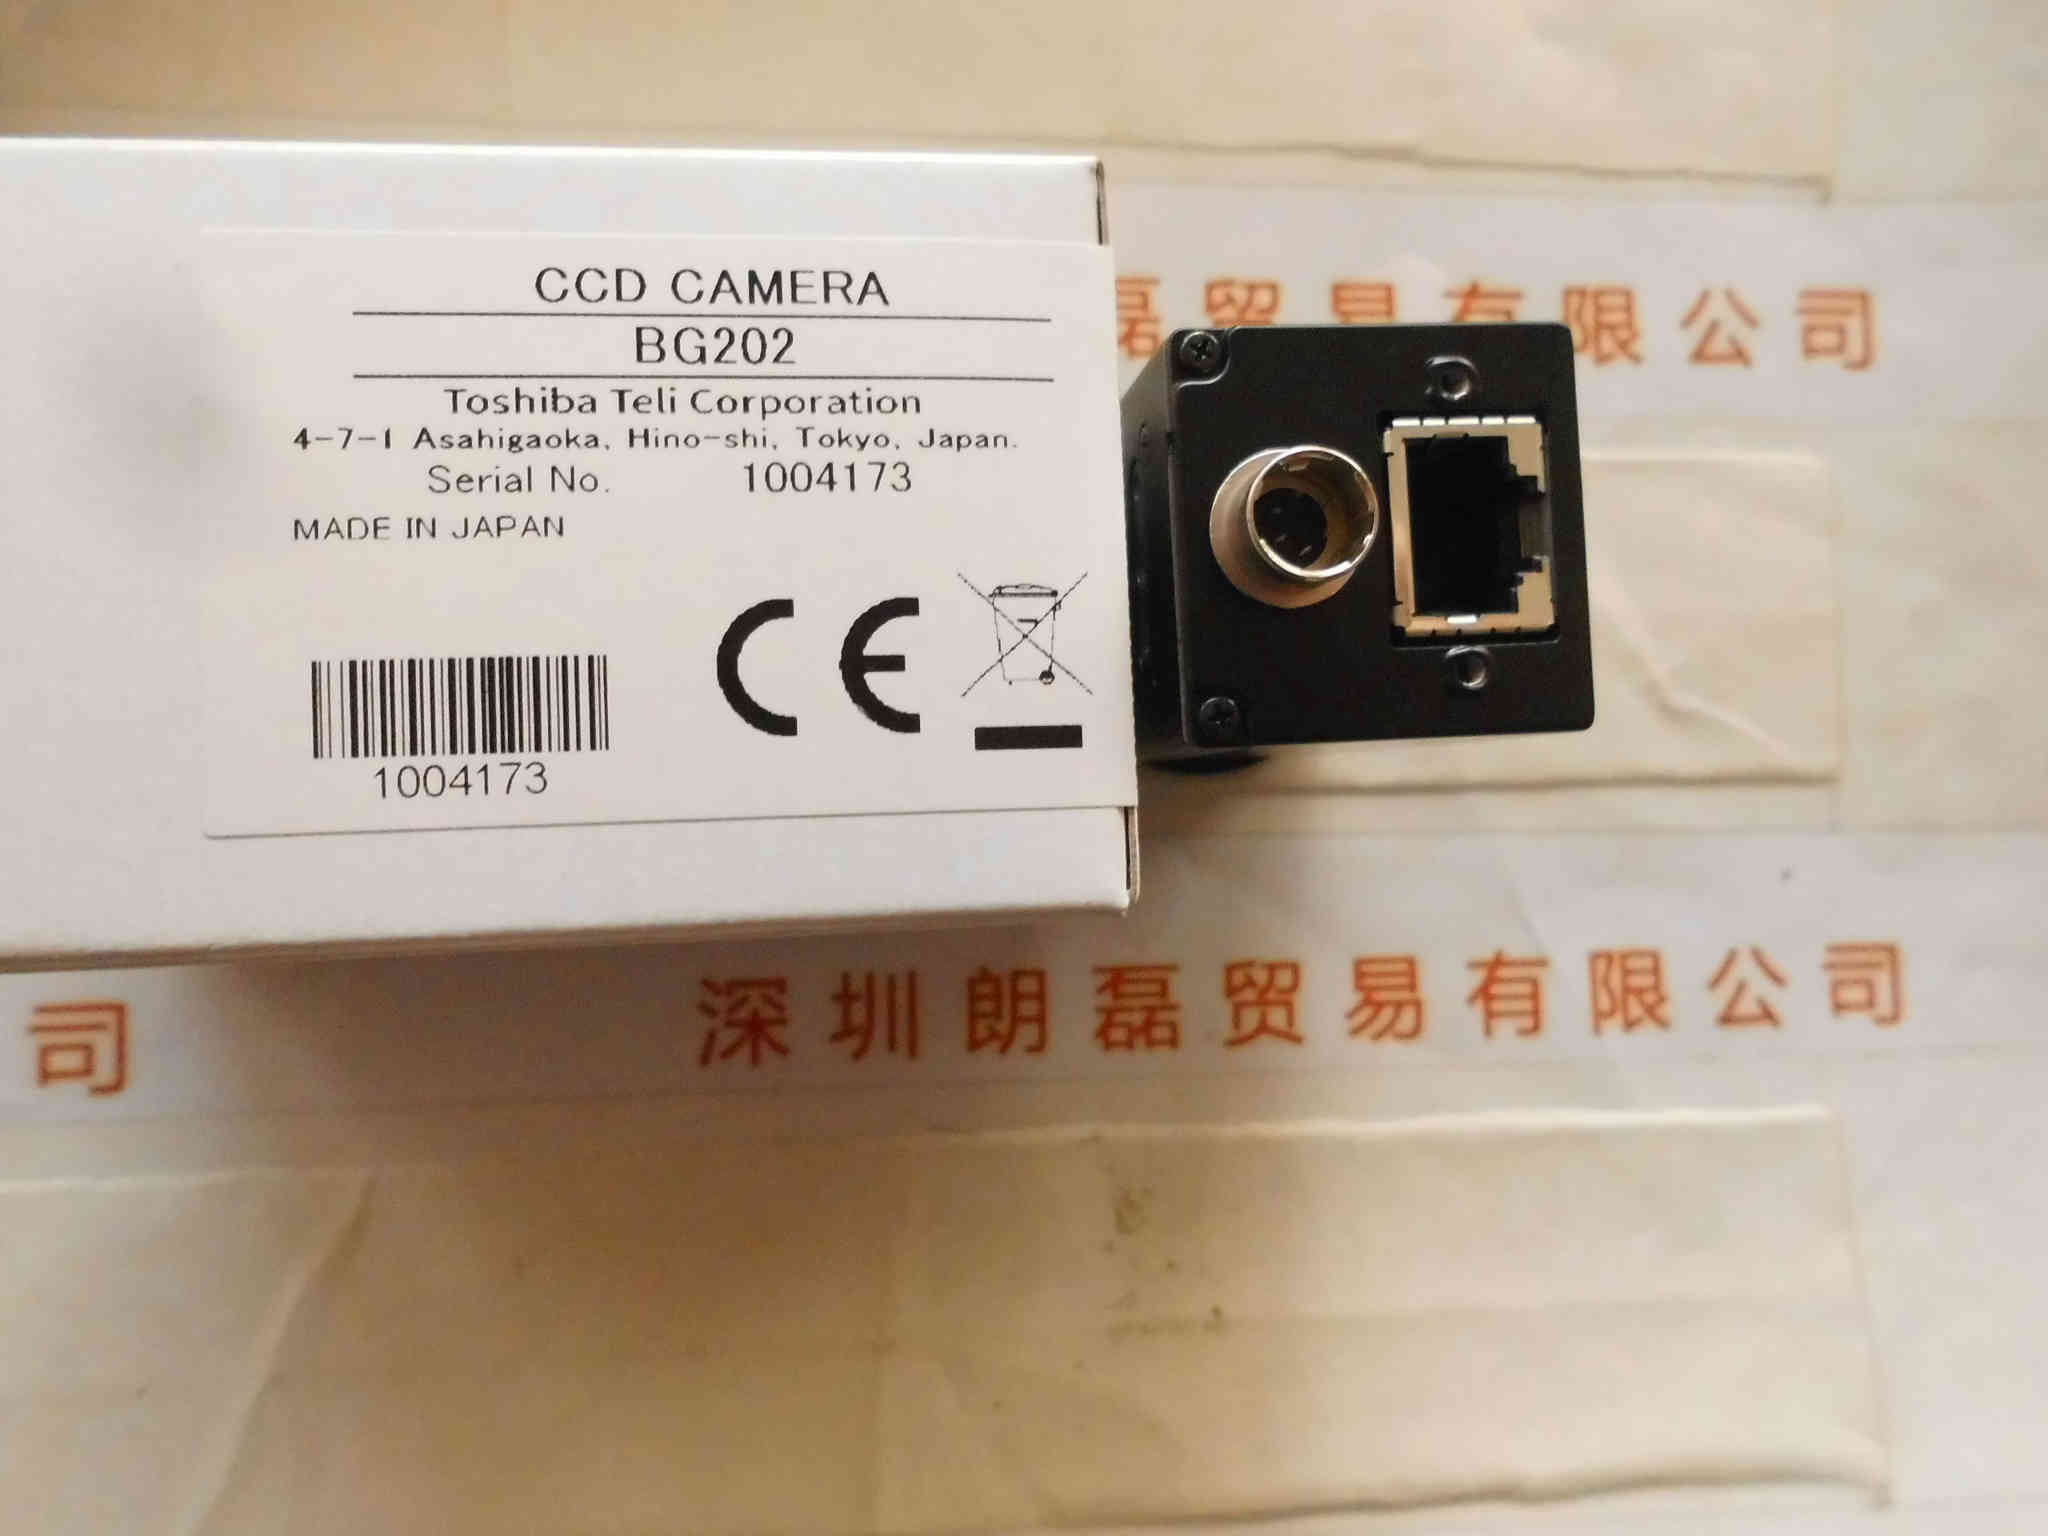 CCD CAMERA
BG202
Toshiba Teli Corporation
4-7-1 Asahigaoka, Hino-shi, Tokyo, Japan.
Serial No. 1004173
MADE IN JAPAN
CE
1004173
磊贸易有限公司
司
深圳朗磊贸易有限公司